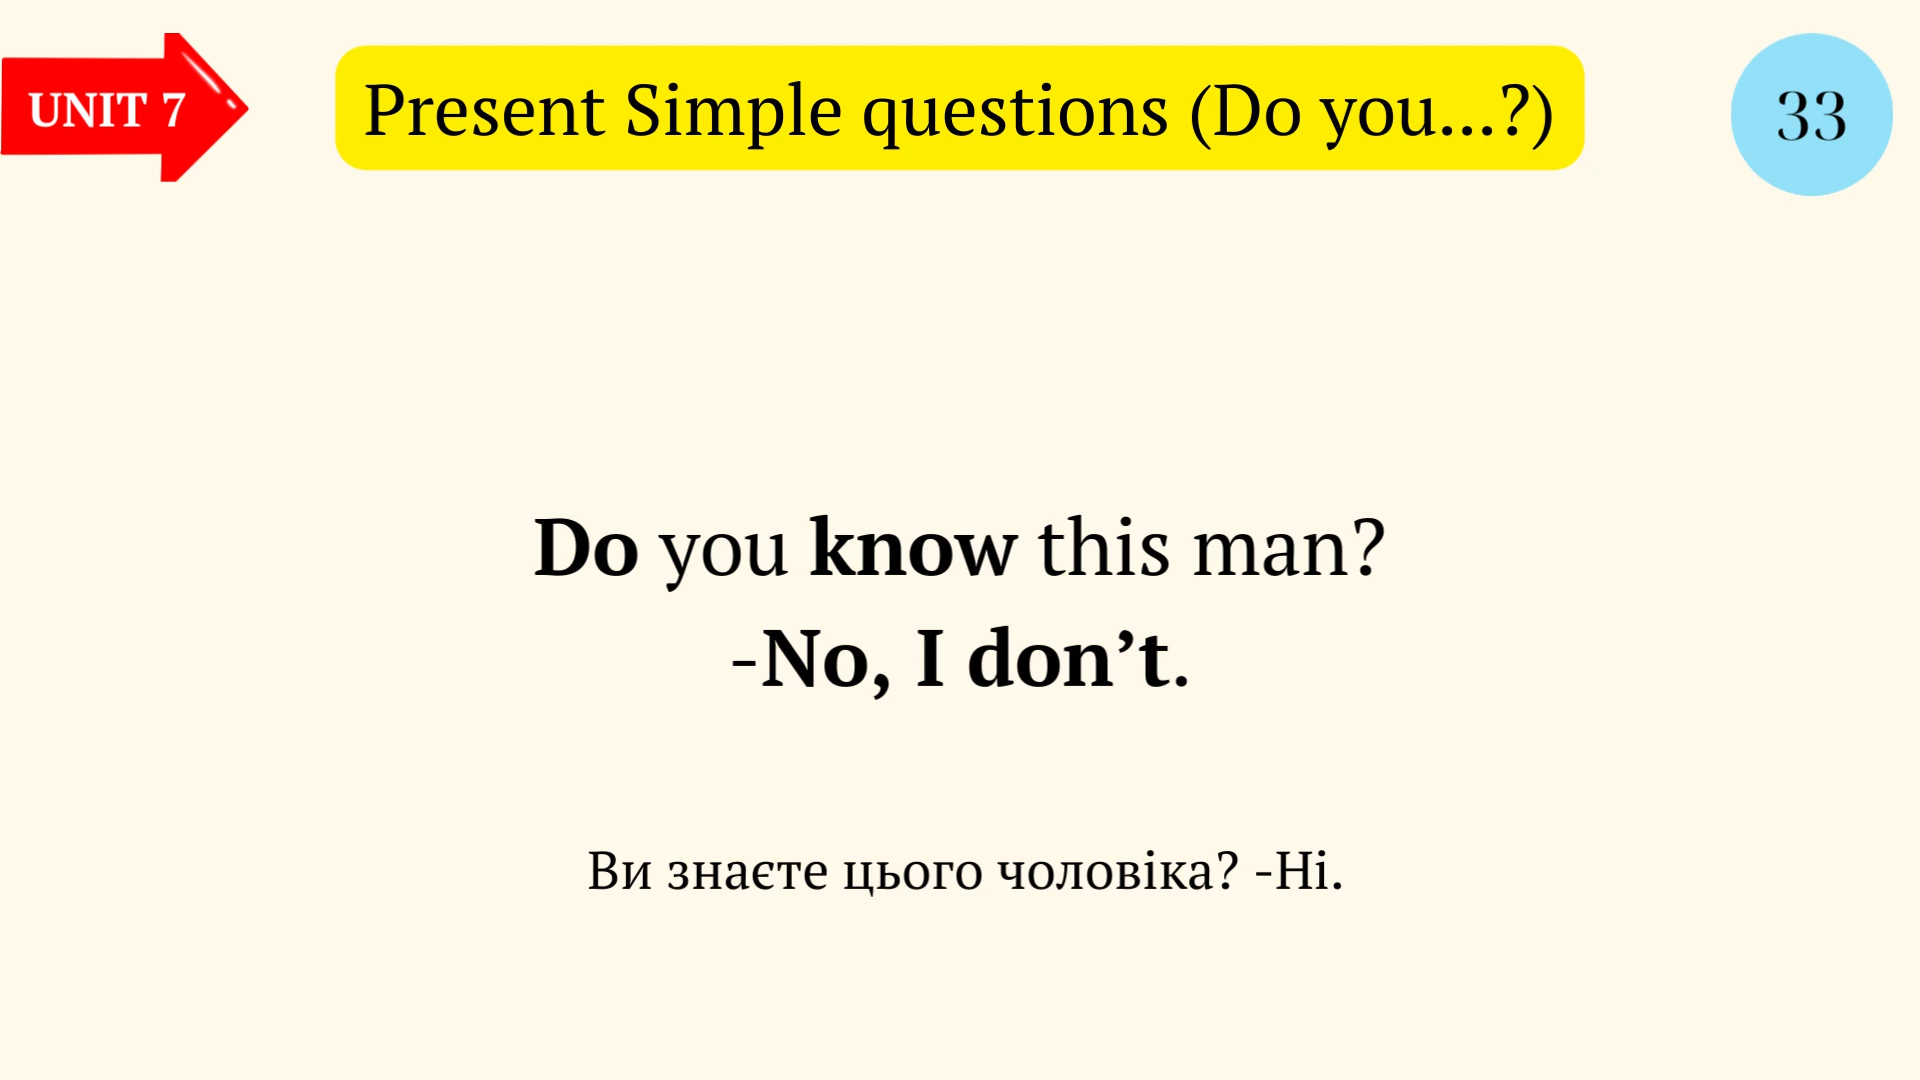 UNIT 7
Present Simple questions (Do you...?)
33
Do you know this man?
-No, I don’t.
Ви знаєте цього чоловіка? -Ні.